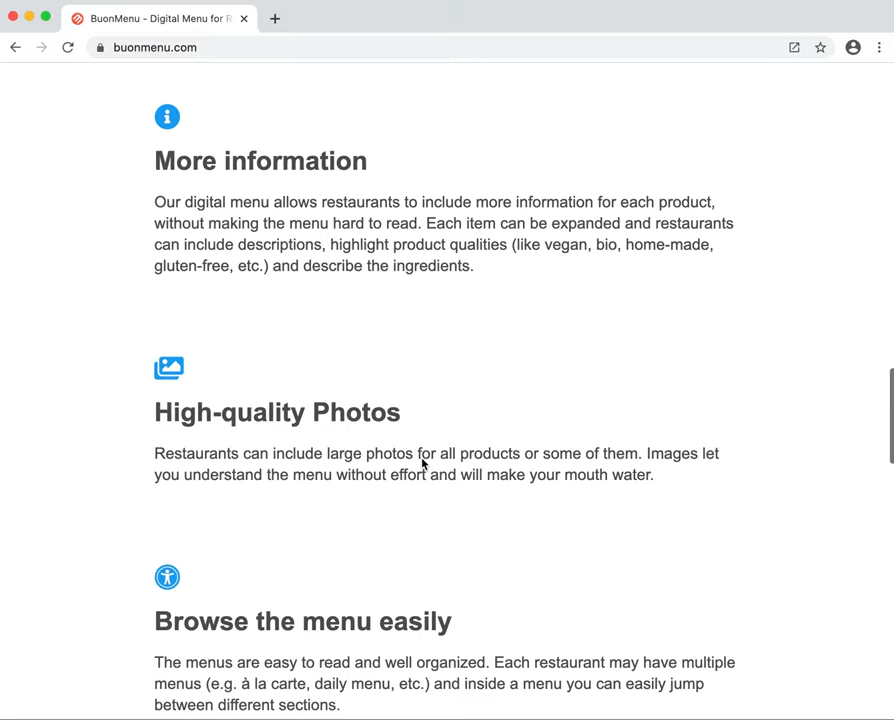 BuonMenu - Digital Menu for R
buonmenu.com
More information
Our digital menu allows restaurants to include more information for each product,
without making the menu hard to read. Each item can be expanded and restaurants
can include descriptions, highlight product qualities (like vegan, bio, home-made,
gluten-free, etc.) and describe the ingredients.
High-quality Photos
Restaurants can include large photos for all products or some of them. Images let
you understand the menu without effort and will make your mouth water.
Browse the menu easily
The menus are easy to read and well organized. Each restaurant may have multiple
menus (e.g. à la carte, daily menu, etc.) and inside a menu you can easily jump
between different sections.